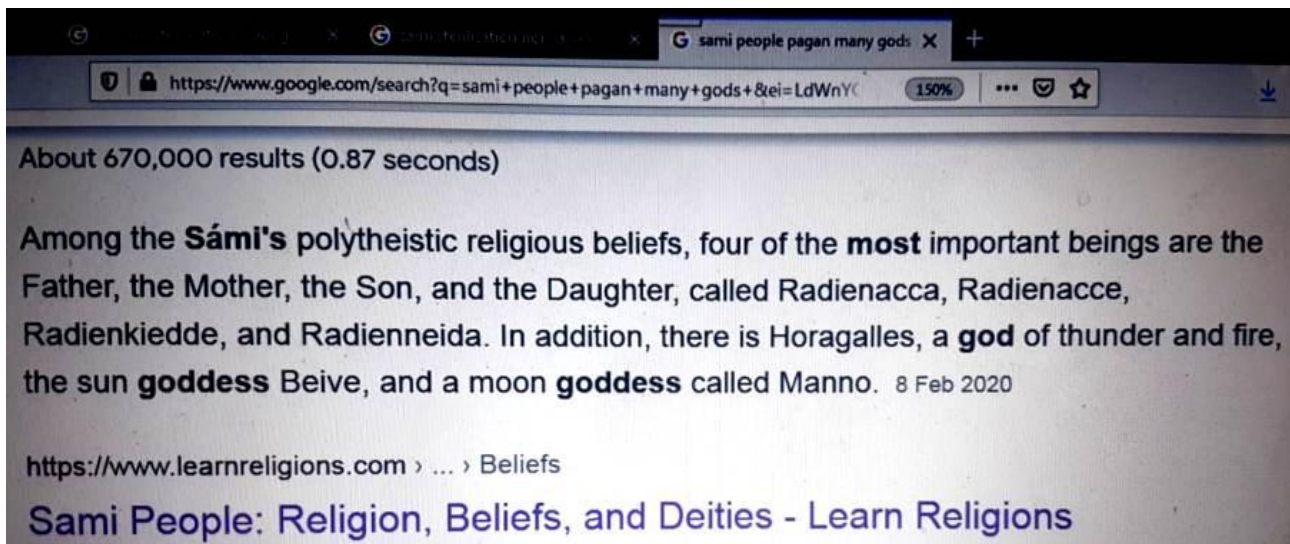 sami people pagan many gods
https://www.google.com/search?q=sami+people+pagan+many+gods+&ei=LdWnY
150%
About 670,000 results (0.87 seconds)
Among the Sámi's polytheistic religious beliefs, four of the most important beings are the
Father, the Mother, the Son, and the Daughter, called Radienacca, Radienacce,
Radienkiedde, and Radienneida. In addition, there is Horagalles, a god of thunder and fire,
the sun goddess Beive, and a moon goddess called Manno. 8 Feb 2020
https://www.learnreligions.com › ... › Beliefs
Sami People: Religion, Beliefs, and Deities - Learn Religions